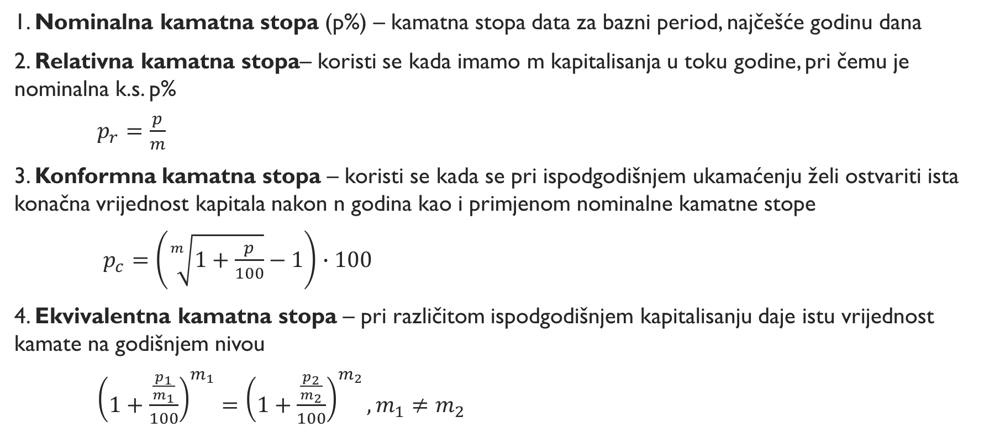 1. Nominalna kamatna stopa (p%) – kamatna stopa data za bazni period, najčešće godinu dana
2. Relativna kamatna stopa– koristi se kada imamo m kapitalisanja u toku godine, pri čemu je
nominalna k.s. p%
p_r = \frac{p}{m}
3. Konformna kamatna stopa – koristi se kada se pri ispodgodišnjem ukamaćenju želi ostvariti ista
konačna vrijednost kapitala nakon n godina kao i primjenom nominalne kamatne stope
p_c = \left( \sqrt[m]{1 + \frac{p}{100}} - 1 \right) \cdot 100
4. Ekvivalentna kamatna stopa – pri različitom ispodgodišnjem kapitalisanju daje istu vrijednost
kamate na godišnjem nivou
\left( 1 + \frac{\frac{p_1}{m_1}}{100} \right)^{m_1} = \left( 1 + \frac{\frac{p_2}{m_2}}{100} \right)^{m_2}, m_1 \neq m_2